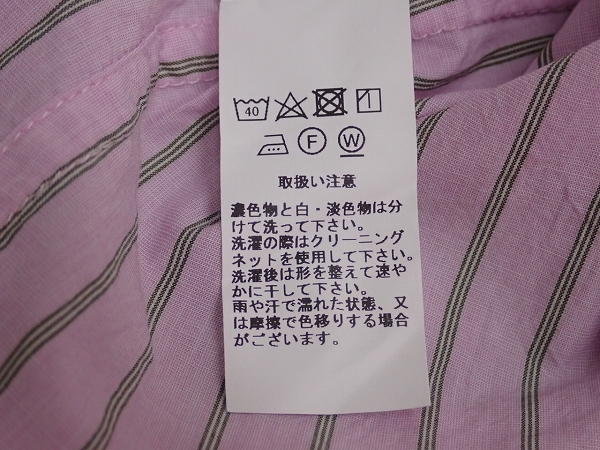 40
F W
取扱い注意
濃色物と白・淡色物は分
けて洗って下さい。
洗濯の際はクリーニング
ネットを使用して下さい。
洗濯後は形を整えて速や
かに干して下さい。
雨や汗で濡れた状態、又
は摩擦で色移りする場合
がございます。